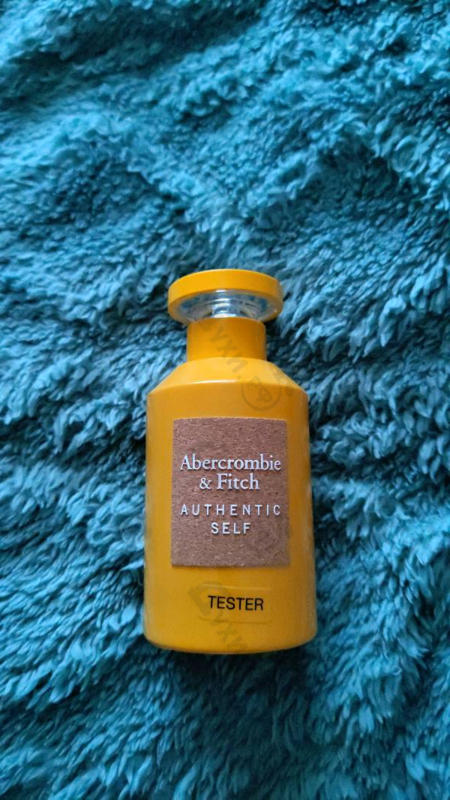 Abercrombie
& Fitch
AUTHENTIC
SELF
TESTER